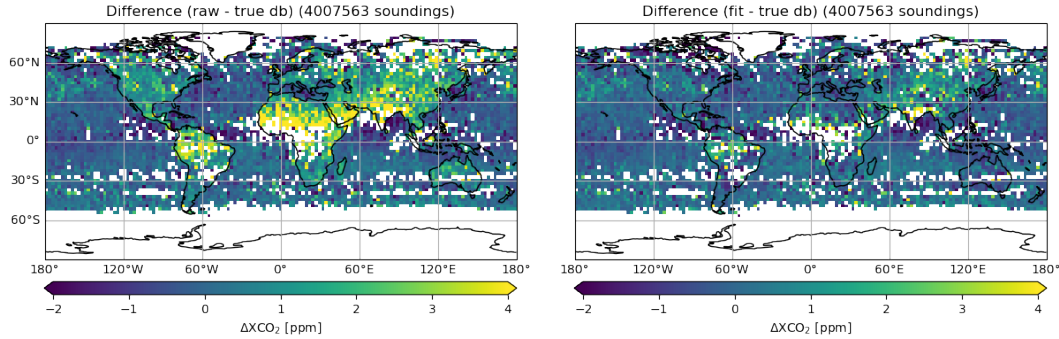 Difference (raw - true db) (4007563 soundings)
60°N
30°N
0°
30°S
60°S
180° 120°W 60°W 0° 60°E 120°E 180°
−2 −1 0 1 2 3 4
ΔXCO₂ [ppm]
Difference (fit - true db) (4007563 soundings)
180° 120°W 60°W 0° 60°E 120°E 180°
−2 −1 0 1 2 3 4
ΔXCO₂ [ppm]